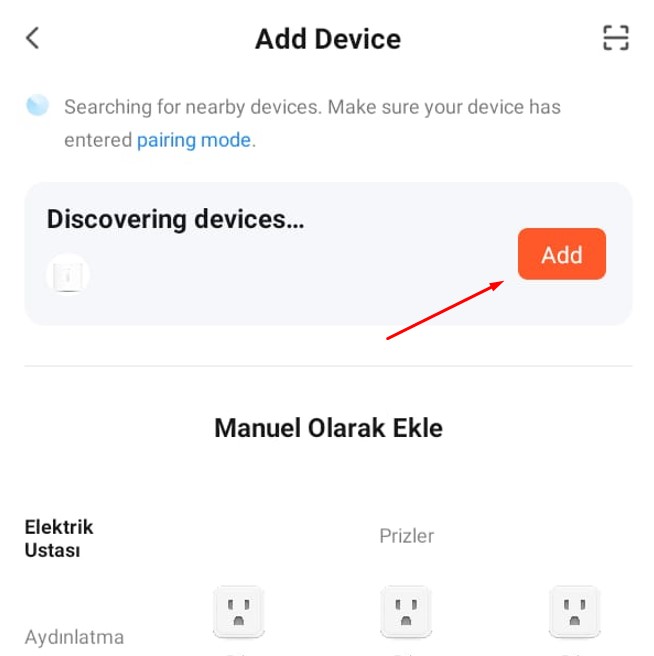 Add Device
Searching for nearby devices. Make sure your device has
entered pairing mode.
Discovering devices...
Add
Manuel Olarak Ekle
Elektrik
Ustası
Prizler
Aydınlatma